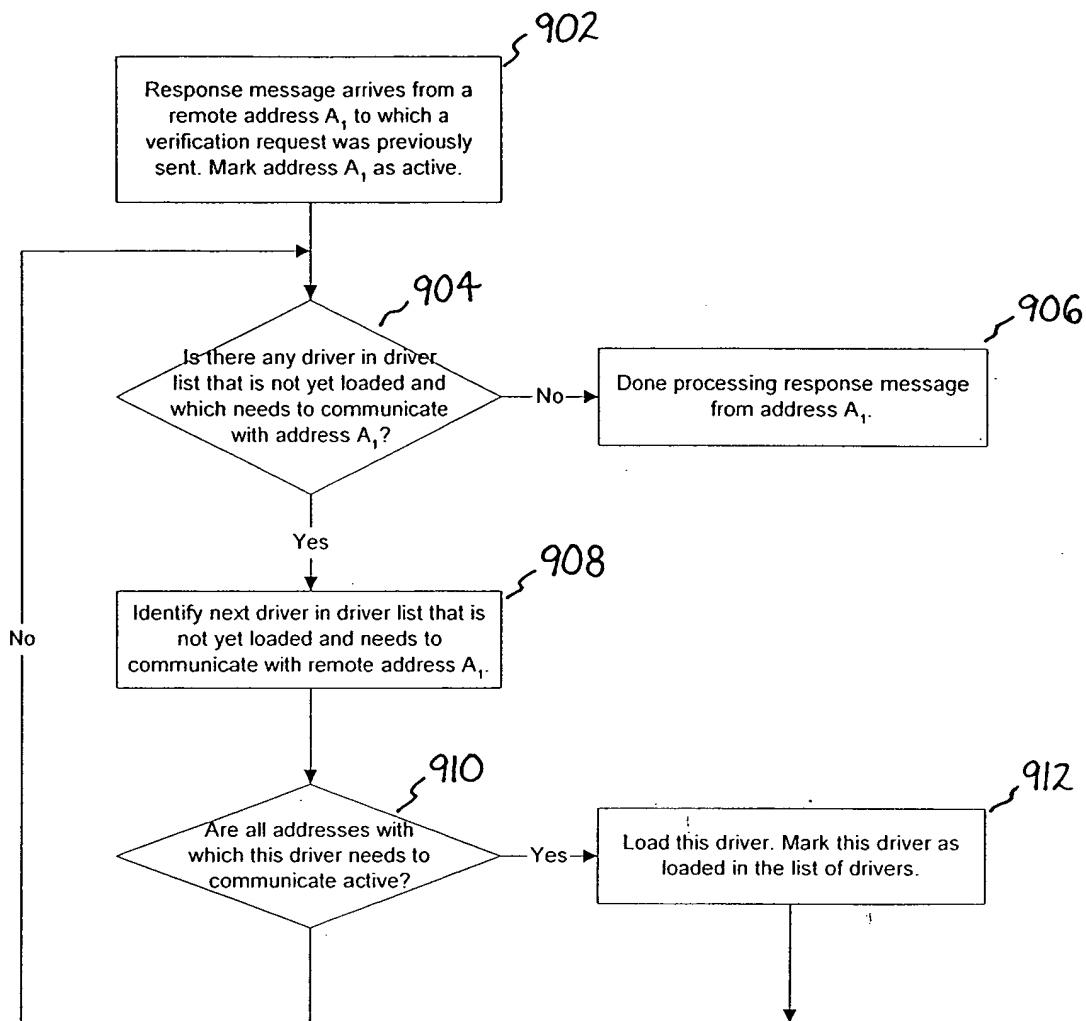 902
Response message arrives from a
remote address A₁ to which a
verification request was previously
sent. Mark address A₁ as active.
904
Is there any driver in driver
list that is not yet loaded and
which needs to communicate
with address A₁?
No
906
Done processing response message
from address A₁.
Yes
908
Identify next driver in driver list that is
not yet loaded and needs to
communicate with remote address A₁.
No
910
Are all addresses with
which this driver needs to
communicate active?
Yes
912
Load this driver. Mark this driver as
loaded in the list of drivers.